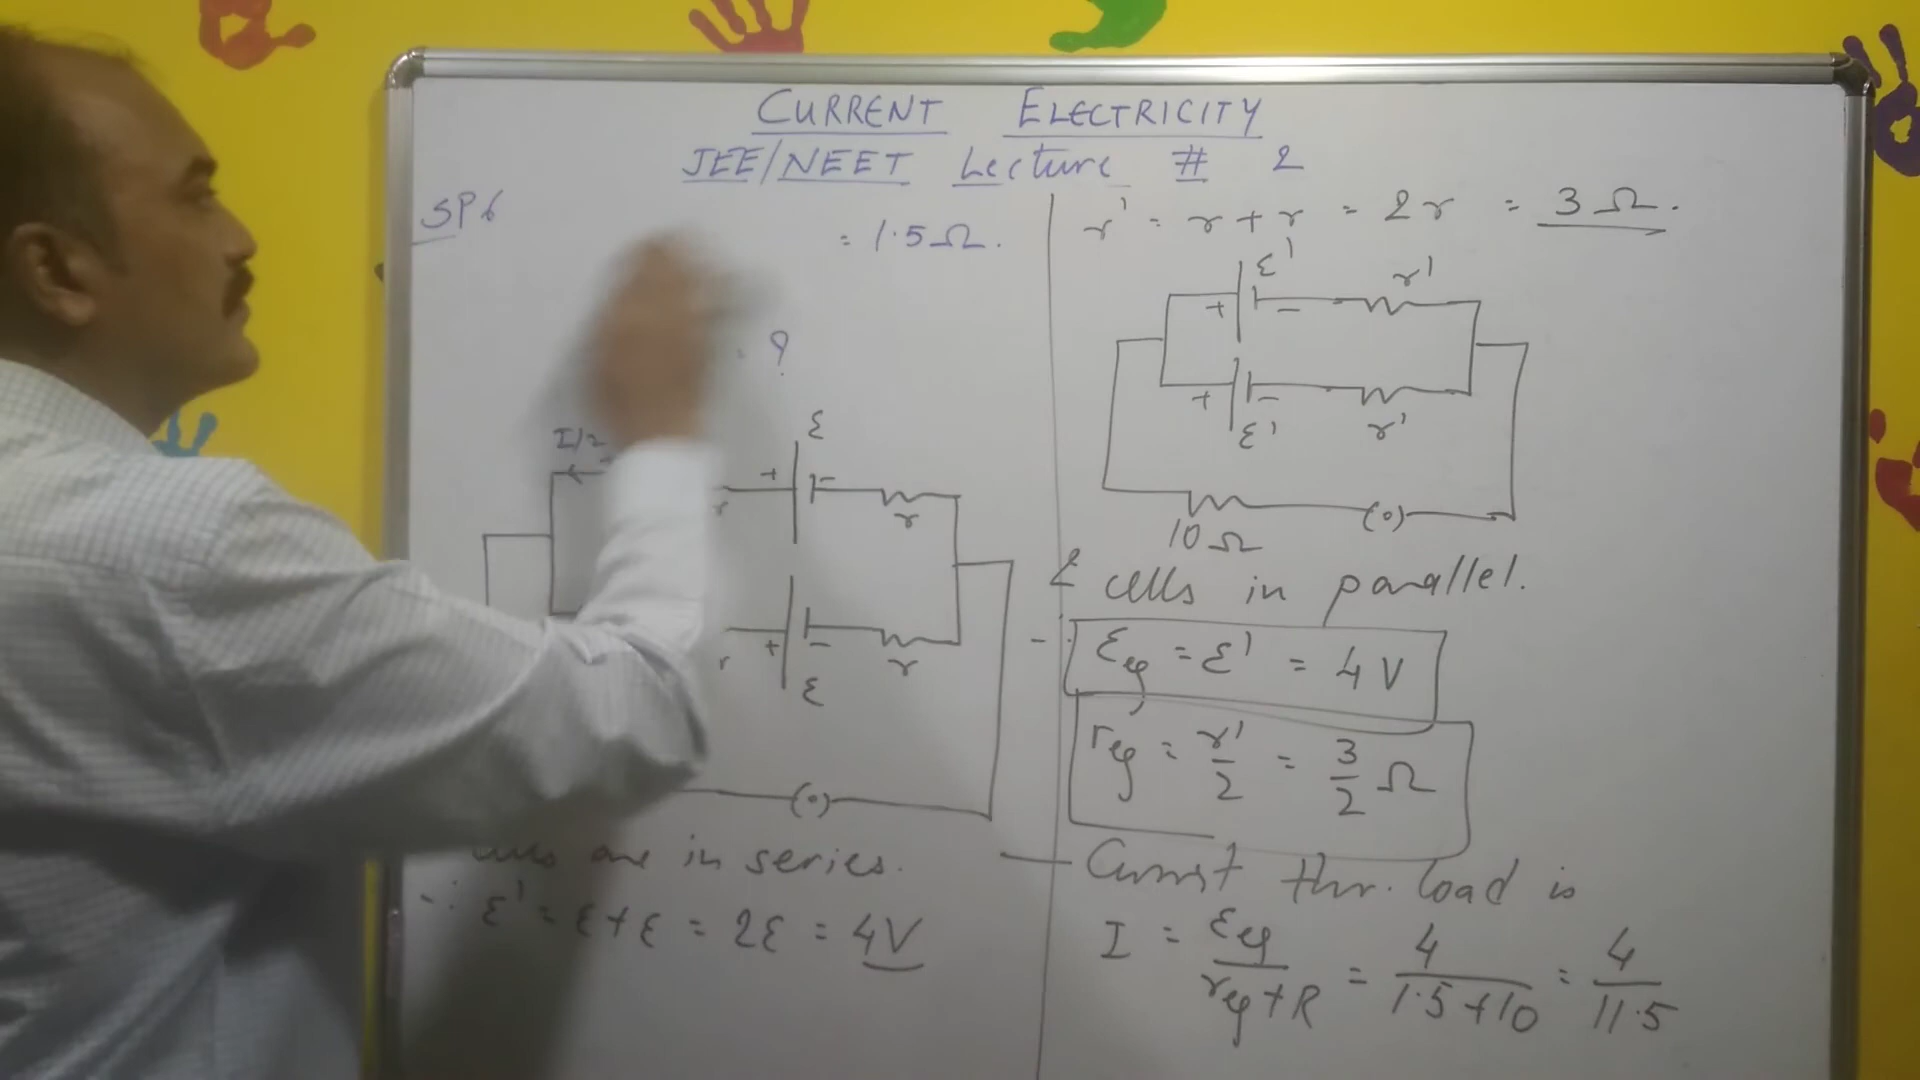 CURRENT ELECTRICITY
JEE/NEET Lecture # 2
SP6
= 1.5Ω.
= ?
I/2
+ ε -
r
r
r
+ -
r
ε
are in series.
∴ ε' = ε + ε = 2ε = 4V
r' = r + r = 2r = 3Ω.
ε'
r'
+ -
+ -
ε'
r'
10Ω
2 cells in parallel.
∴ εeq = ε' = 4V
req = r'/2 = 3/2 Ω
Current thr. load is
I = εeq/(req + R) = 4/(1.5+10) = 4/11.5